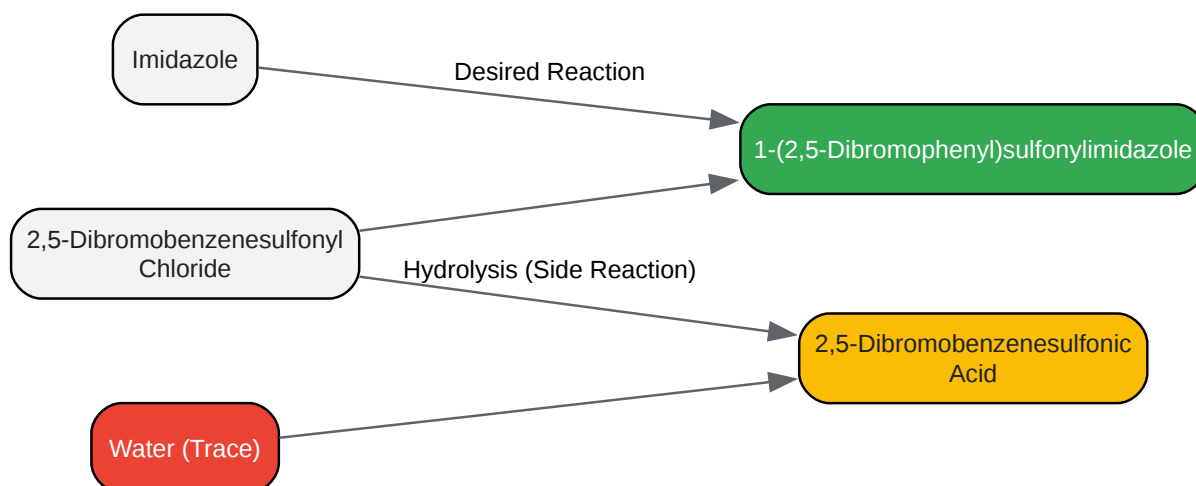 Imidazole
Desired Reaction
1-(2,5-Dibromophenyl)sulfonylimidazole
2,5-Dibromobenzenesulfonyl
Chloride
Hydrolysis (Side Reaction)
2,5-Dibromobenzenesulfonic
Acid
Water (Trace)